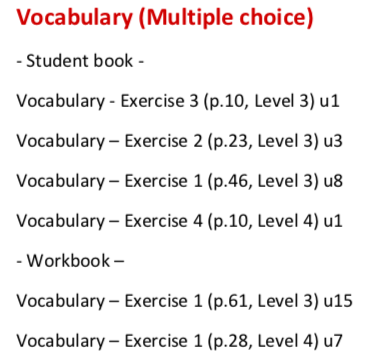 Vocabulary (Multiple choice)
- Student book -
Vocabulary - Exercise 3 (p.10, Level 3) u1
Vocabulary – Exercise 2 (p.23, Level 3) u3
Vocabulary – Exercise 1 (p.46, Level 3) u8
Vocabulary – Exercise 4 (p.10, Level 4) u1
- Workbook –
Vocabulary – Exercise 1 (p.61, Level 3) u15
Vocabulary – Exercise 1 (p.28, Level 4) u7